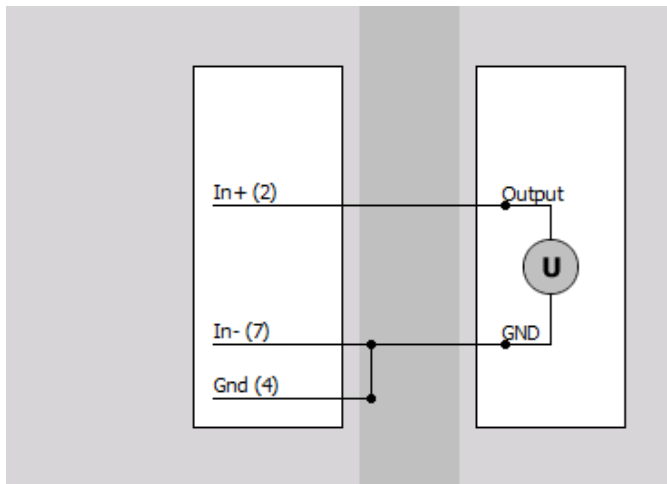 In+ (2)
Output
U
In- (7)
GND
Gnd (4)